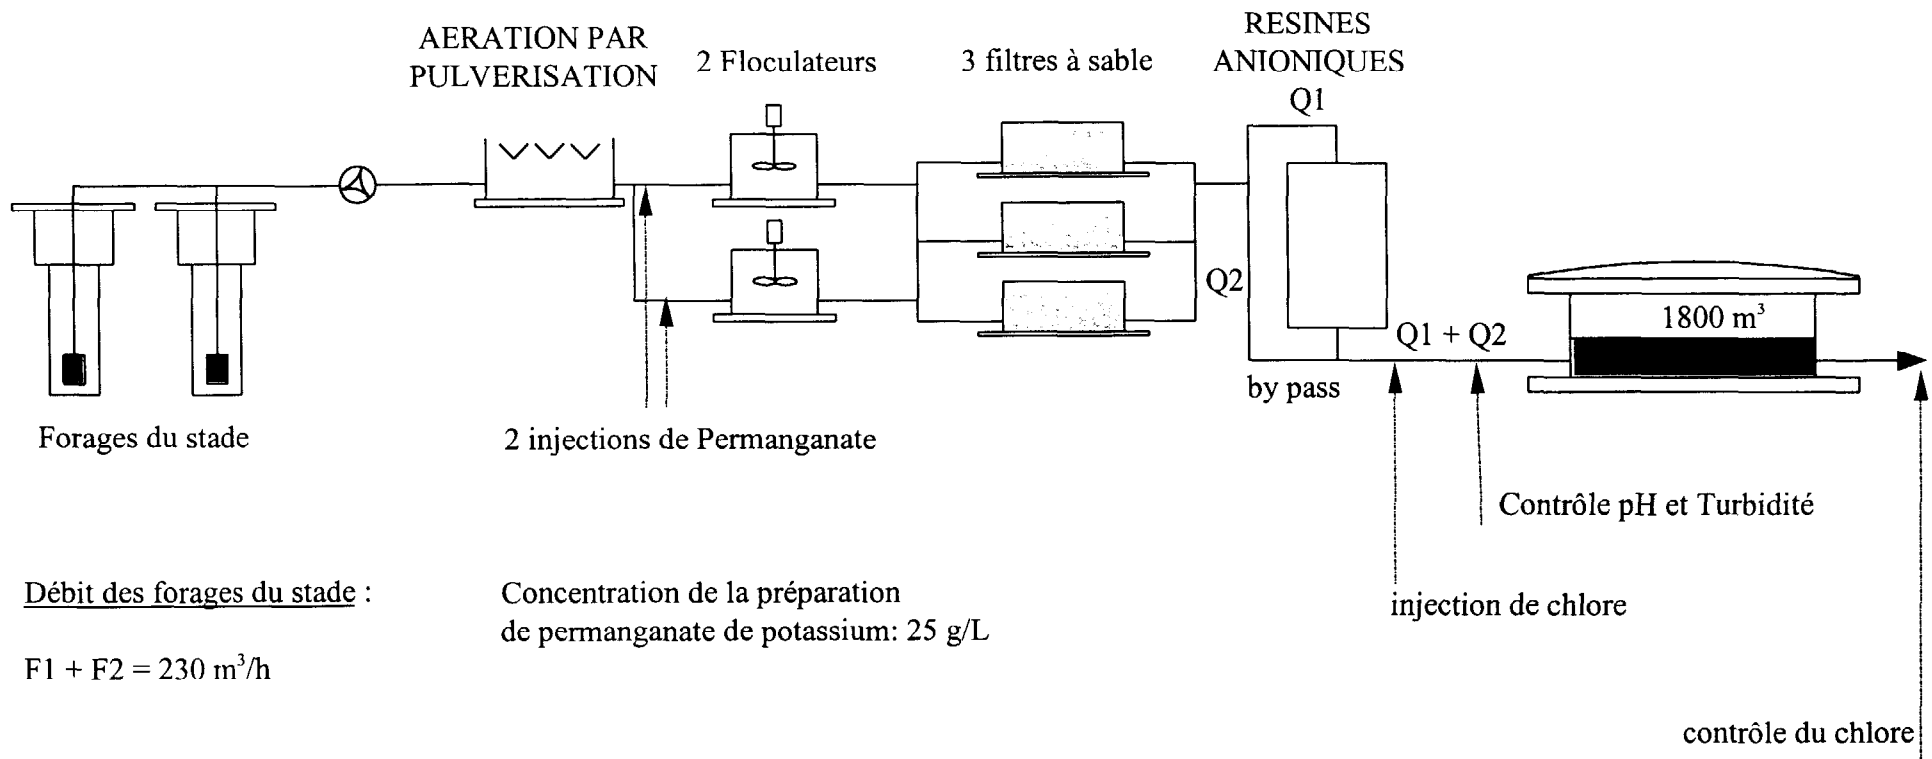 AERATION PAR
PULVERISATION
2 Floculateurs
3 filtres à sable
RESINES
ANIONIQUES
Q1
Q2
1800 m³
Q1 + Q2
by pass
Forages du stade
2 injections de Permanganate
Contrôle pH et Turbidité
injection de chlore
Débit des forages du stade :
F1 + F2 = 230 m³/h
Concentration de la préparation
de permanganate de potassium: 25 g/L
contrôle du chlore